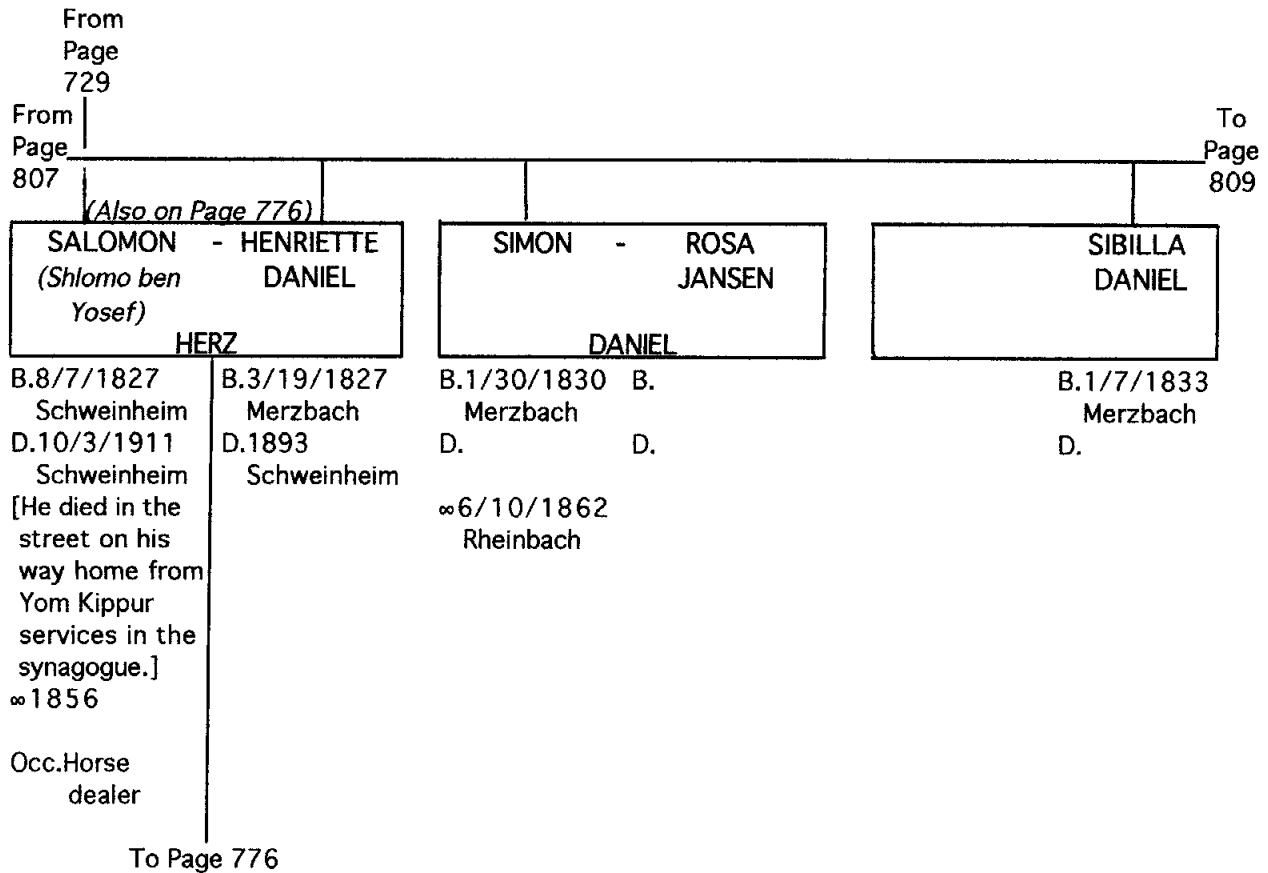 From
Page
729
From
Page
807
To
Page
809
(Also on Page 776)
SALOMON - HENRIETTE
(Shlomo ben DANIEL
Yosef)
HERZ
SIMON - ROSA
JANSEN
DANIEL
SIBILLA
DANIEL
B.8/7/1827
Schweinheim
D.10/3/1911
Schweinheim
[He died in the
street on his
way home from
Yom Kippur
services in the
synagogue.]
∞1856
Occ.Horse
dealer
B.3/19/1827
Merzbach
D.1893
Schweinheim
B.1/30/1830 B.
Merzbach
D. D.
∞6/10/1862
Rheinbach
B.1/7/1833
Merzbach
D.
To Page 776